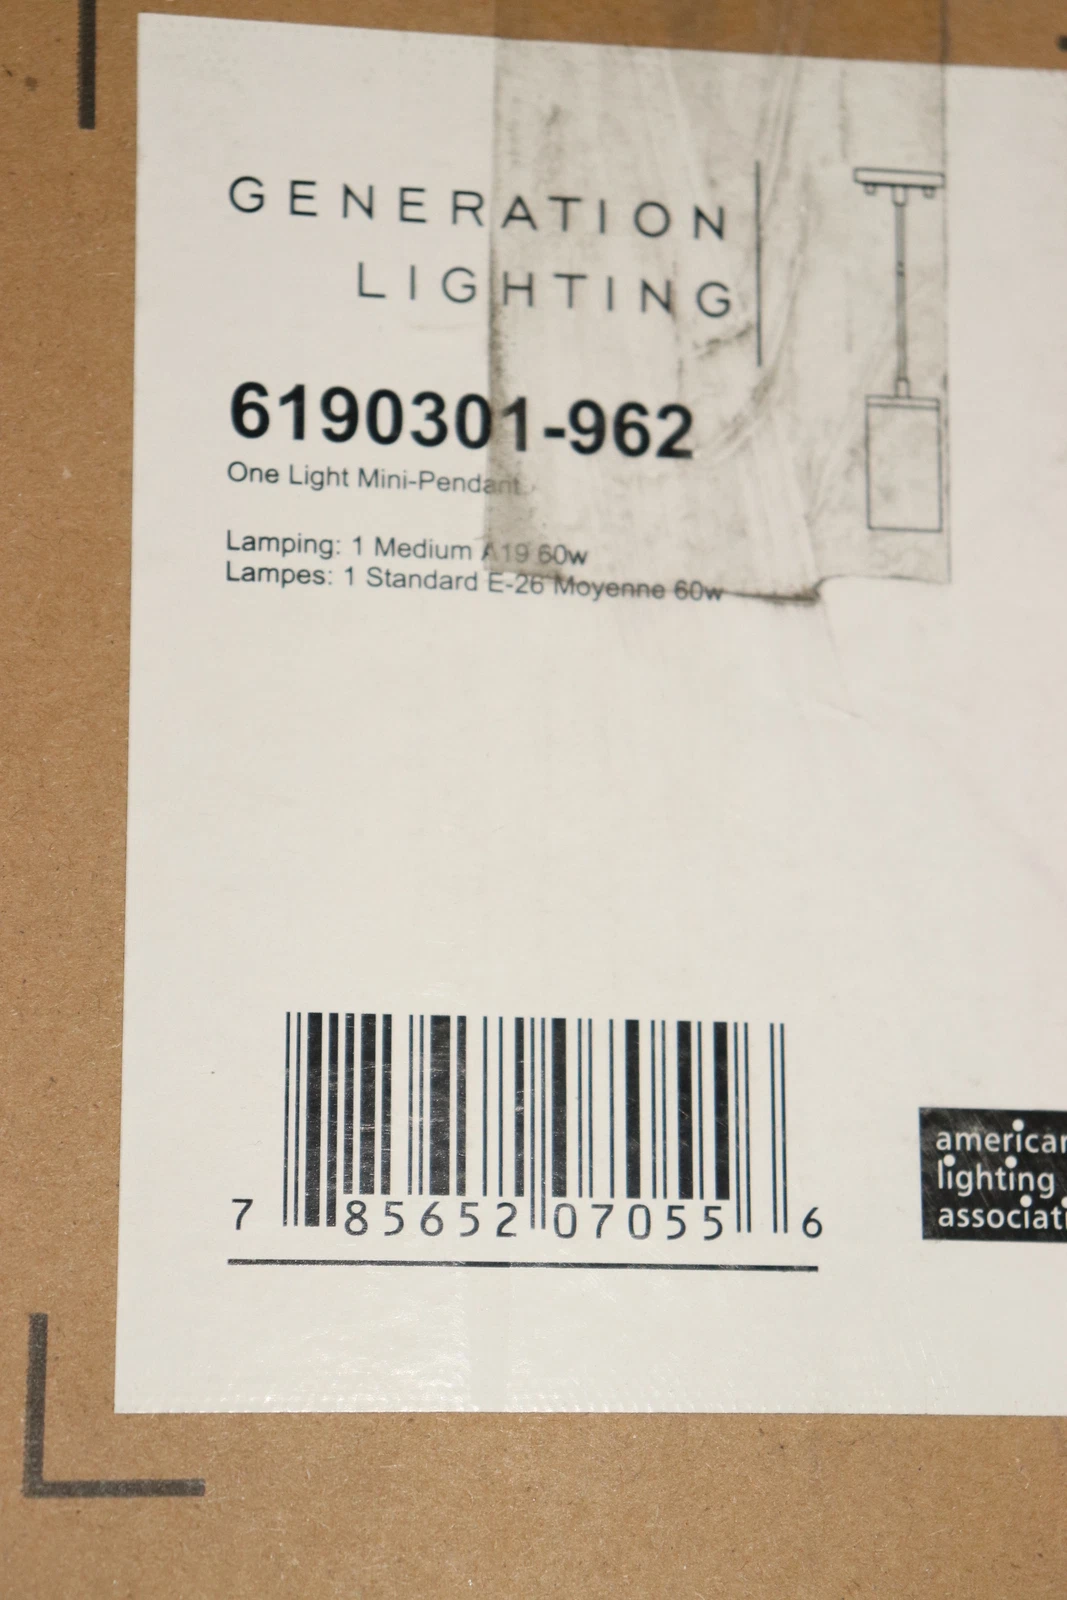 GENERATION
LIGHTING
6190301-962
One Light Mini-Pendant
Lamping: 1 Medium A19 60w
Lampes: 1 Standard E-26 Moyenne 60w
7 85652 07055 6
american
lighting
associati